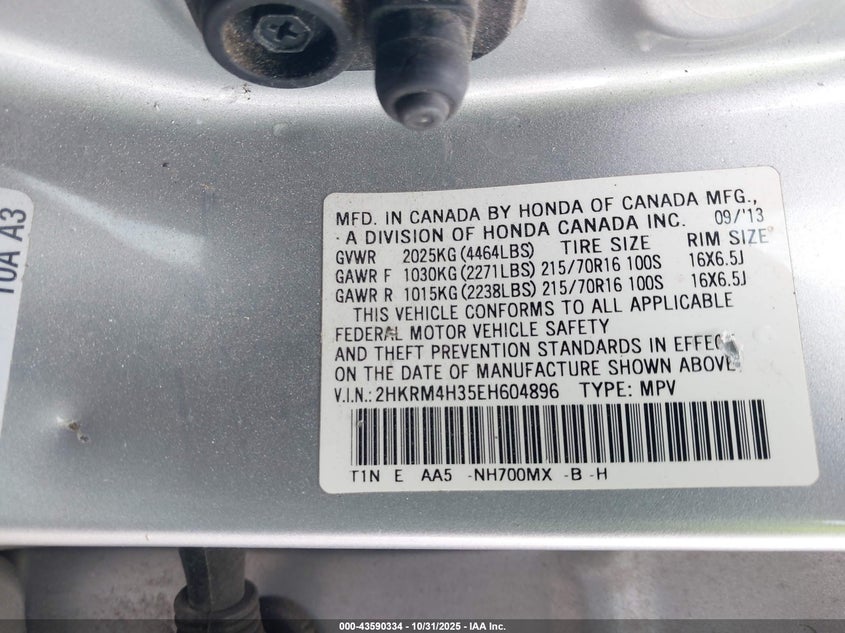 10A A3
MFD. IN CANADA BY HONDA OF CANADA MFG.,
A DIVISION OF HONDA CANADA INC. 09/'13
GVWR 2025KG(4464LBS) TIRE SIZE RIM SIZE
GAWR F 1030KG(2271LBS) 215/70R16 100S 16X6.5J
GAWR R 1015KG(2238LBS) 215/70R16 100S 16X6.5J
THIS VEHICLE CONFORMS TO ALL APPLICABLE
FEDERAL MOTOR VEHICLE SAFETY
AND THEFT PREVENTION STANDARDS IN EFFECT
ON THE DATE OF MANUFACTURE SHOWN ABOVE.
V.I.N.: 2HKRM4H35EH604896 TYPE: MPV
T1N E AA5 -NH700MX -B -H
000-43590334 - 10/31/2025 - IAA Inc.